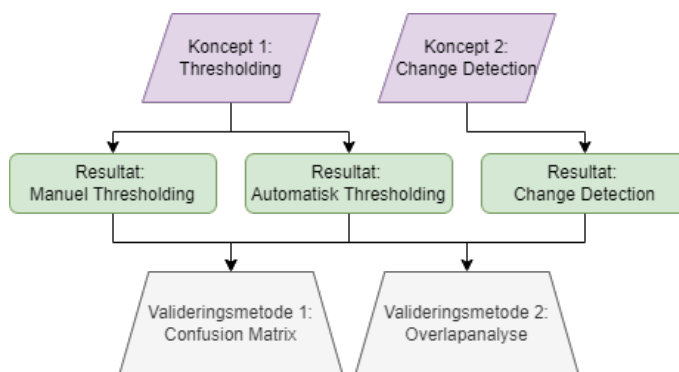 Koncept 1:
Thresholding
Koncept 2:
Change Detection
Resultat:
Manuel Thresholding
Resultat:
Automatisk Thresholding
Resultat:
Change Detection
Valideringsmetode 1:
Confusion Matrix
Valideringsmetode 2:
Overlapanalyse